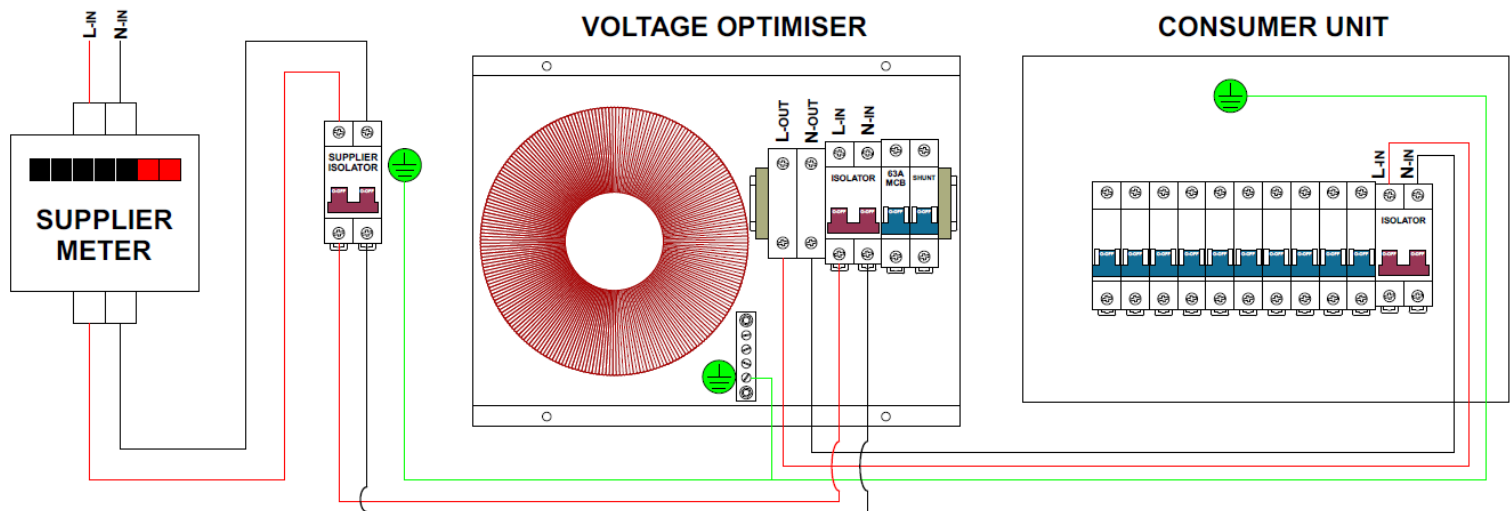 VOLTAGE OPTIMISER
CONSUMER UNIT
L-IN
N-IN
SUPPLIER
METER
SUPPLIER
ISOLATOR
L-OUT
N-OUT
L-IN
N-IN
ISOLATOR
63A
MCB
SHUNT
L-IN
N-IN
ISOLATOR